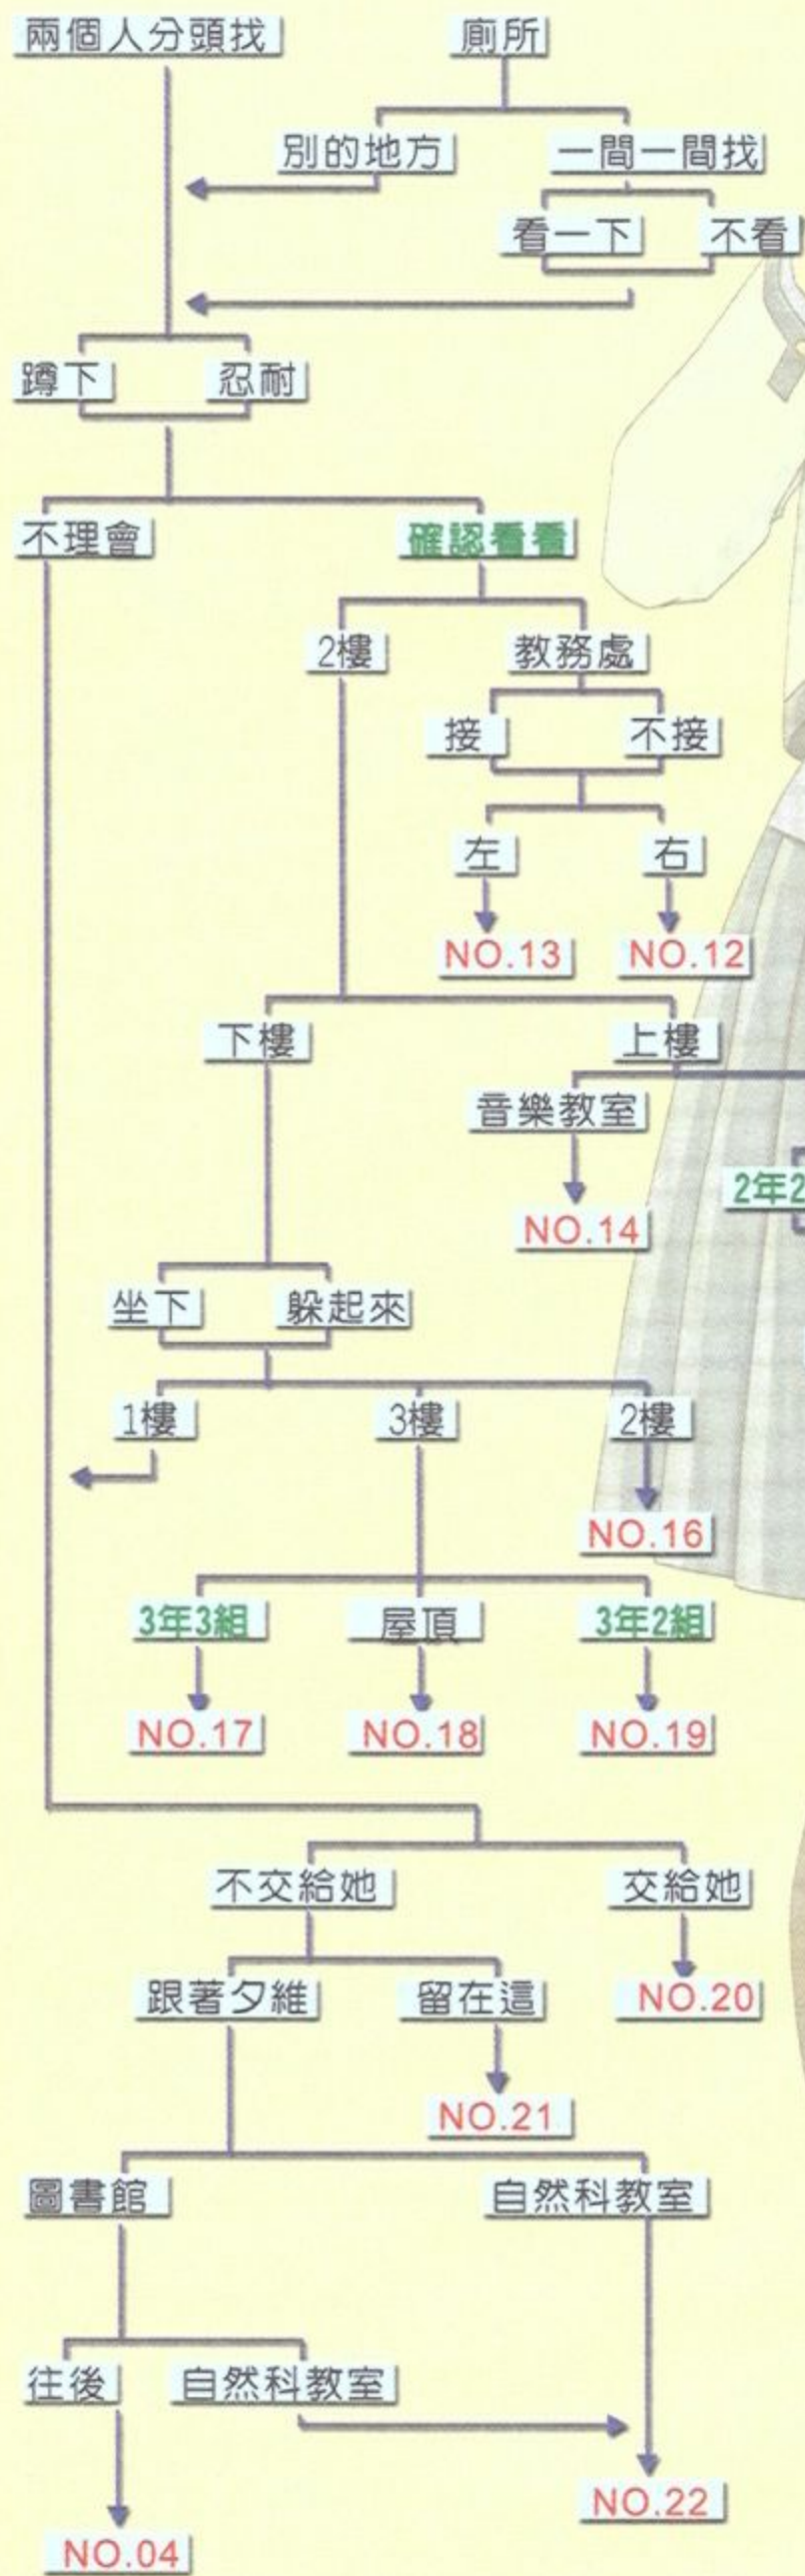 兩個人分頭找
廁所
別的地方
一間一間找
看一下
不看
蹲下
忍耐
不理會
確認看看
2樓
教務處
接
不接
左
右
NO.13
NO.12
下樓
上樓
音樂教室
2年2
NO.14
坐下
躲起來
1樓
3樓
2樓
NO.16
3年3組
屋頂
3年2組
NO.17
NO.18
NO.19
不交給她
交給她
跟著夕維
留在這
NO.20
NO.21
圖書館
自然科教室
往後
自然科教室
NO.22
NO.04